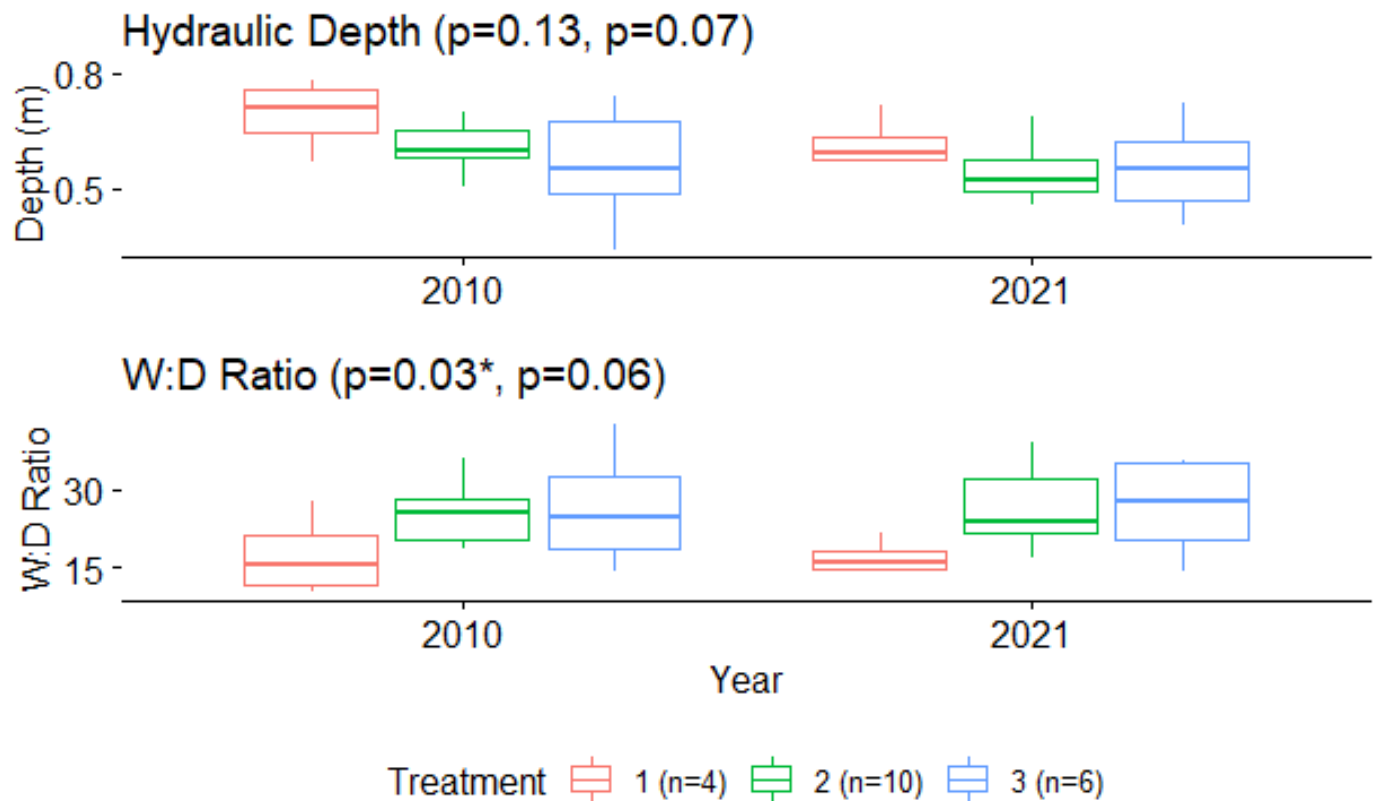 Hydraulic Depth (p=0.13, p=0.07)
Depth (m)
0.8
0.5
2010 2021
W:D Ratio (p=0.03*, p=0.06)
W:D Ratio
30
15
2010 2021
Year
Treatment 1 (n=4) 2 (n=10) 3 (n=6)